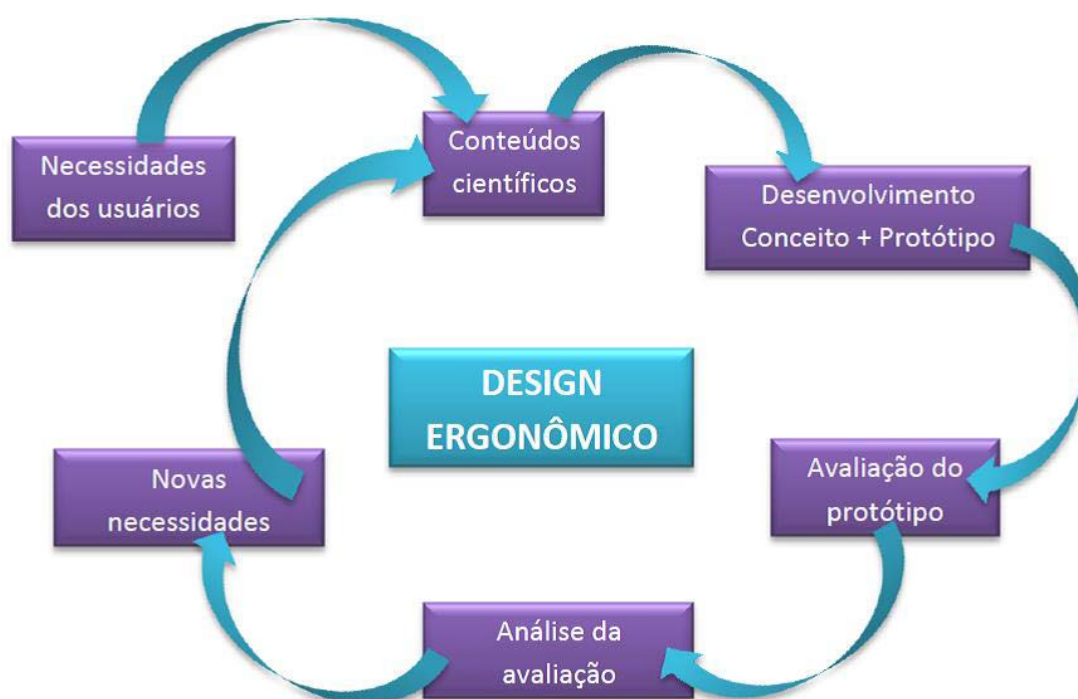 Necessidades
dos usuários
Conteúdos
científicos
Desenvolvimento
Conceito + Protótipo
DESIGN
ERGONÔMICO
Avaliação do
protótipo
Análise da
avaliação
Novas
necessidades